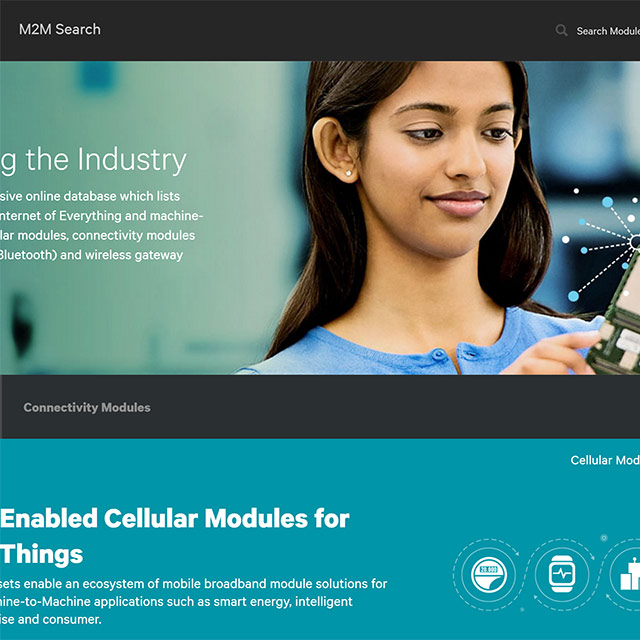 M2M Search
Search Module
g the Industry
sive online database which lists
nternet of Everything and machine-
lar modules, connectivity modules
Bluetooth) and wireless gateway
Connectivity Modules
Cellular Mod
Enabled Cellular Modules for
Things
sets enable an ecosystem of mobile broadband module solutions for
hine-to-Machine applications such as smart energy, intelligent
ise and consumer.